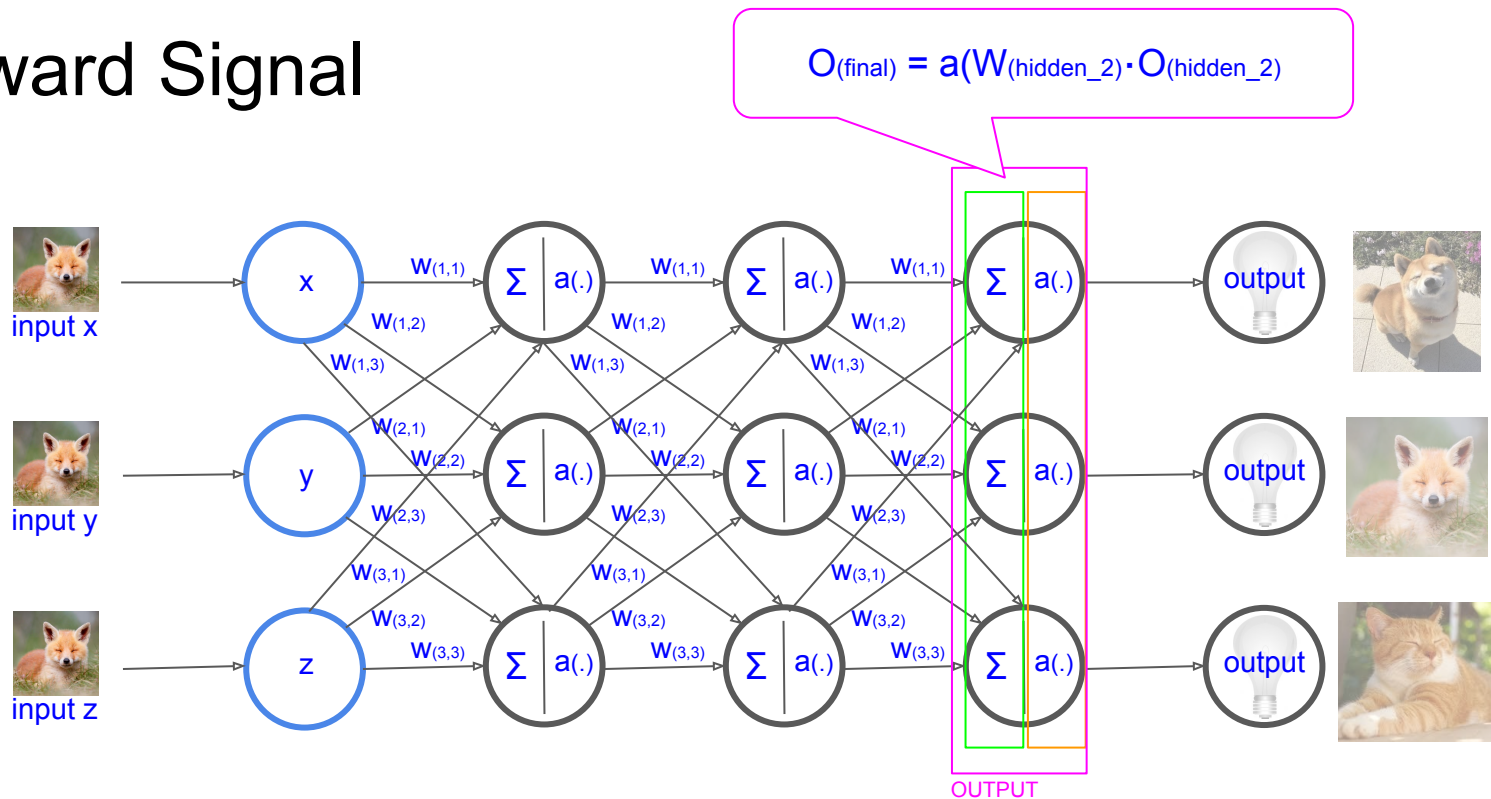 ward Signal
O(final) = a(W(hidden_2)·O(hidden_2)
input x
x
W(1,1)
Σ a(.)
W(1,1)
Σ a(.)
W(1,1)
Σ a(.)
output
W(1,2)
W(1,2)
W(1,2)
W(1,3)
W(1,3)
W(1,3)
W(2,1)
W(2,1)
W(2,1)
input y
y
W(2,2)
Σ a(.)
W(2,2)
Σ a(.)
W(2,2)
Σ a(.)
output
W(2,3)
W(2,3)
W(2,3)
W(3,1)
W(3,1)
W(3,1)
W(3,2)
W(3,2)
W(3,2)
input z
z
W(3,3)
Σ a(.)
W(3,3)
Σ a(.)
W(3,3)
Σ a(.)
output
OUTPUT